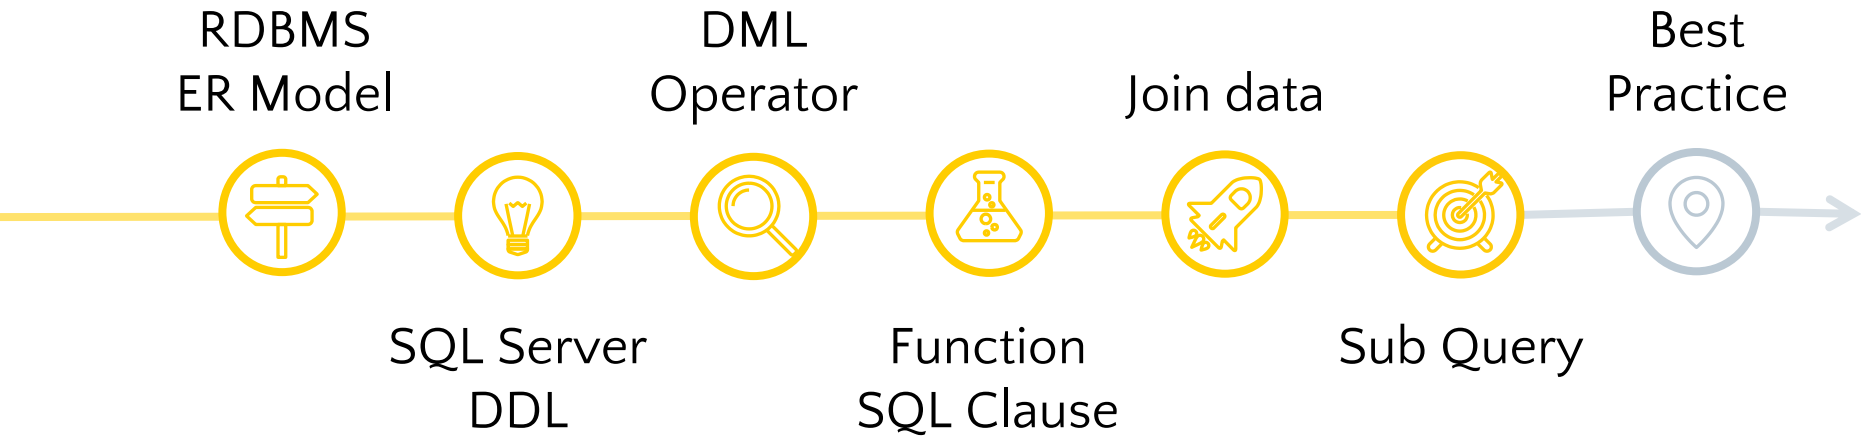 RDBMS
ER Model
SQL Server
DDL
DML
Operator
Function
SQL Clause
Join data
Sub Query
Best
Practice